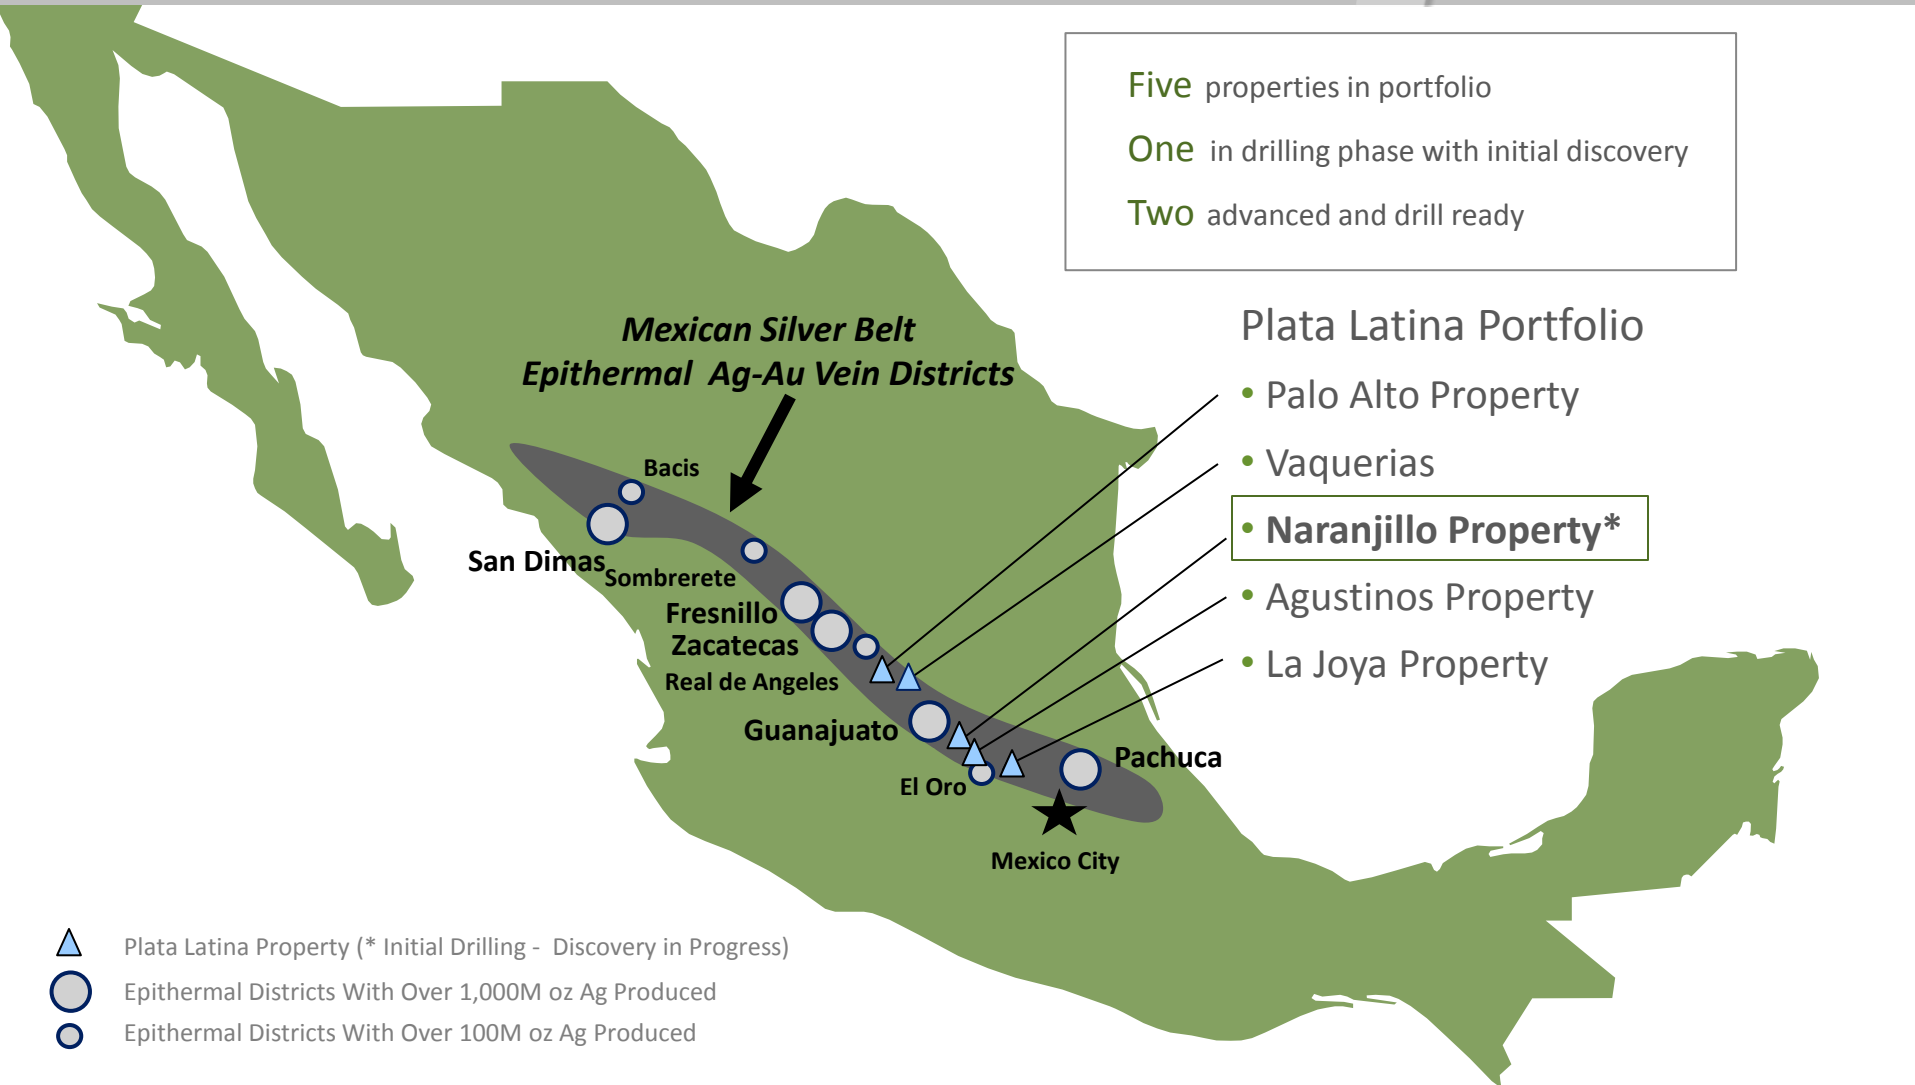 Five properties in portfolio
One in drilling phase with initial discovery
Two advanced and drill ready
Mexican Silver Belt
Epithermal Ag-Au Vein Districts
Plata Latina Portfolio
• Palo Alto Property
• Vaquerias
• Naranjillo Property*
• Agustinos Property
• La Joya Property
Bacis
San Dimas
Sombrerete
Fresnillo
Zacatecas
Real de Angeles
Guanajuato
Pachuca
El Oro
Mexico City
Plata Latina Property (* Initial Drilling - Discovery in Progress)
Epithermal Districts With Over 1,000M oz Ag Produced
Epithermal Districts With Over 100M oz Ag Produced